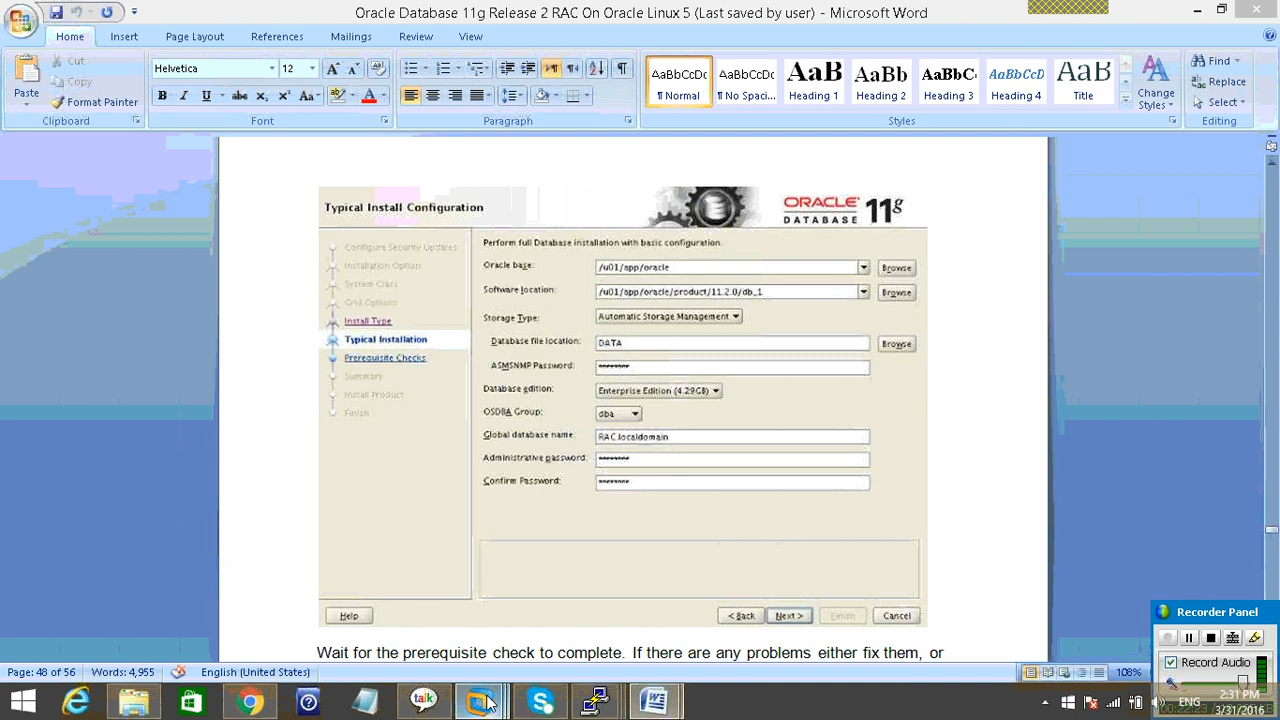 Oracle Database 11g Release 2 RAC On Oracle Linux 5 (Last saved by user) - Microsoft Word
Home Insert Page Layout References Mailings Review View
Paste
Cut
Copy
Format Painter
Clipboard
Helvetica 12
Font
Paragraph
AaBbCcDc AaBbCcDc AaB AaBb AaBbC AaBbCcDc AaB
¶ Normal ¶ No Spaci... Heading 1 Heading 2 Heading 3 Heading 4 Title
Change Styles
Styles
Find
Replace
Select
Editing
Typical Install Configuration
ORACLE DATABASE 11g
Configure Security Updates
Installation Option
System Class
Grid Options
Install Type
Typical Installation
Prerequisite Checks
Summary
Install Product
Finish
Perform full Database installation with basic configuration.
Oracle base: /u01/app/oracle Browse
Software location: /u01/app/oracle/product/11.2.0/db_1 Browse
Storage Type: Automatic Storage Management
Database file location: DATA Browse
ASMSNMP Password: ********
Database edition: Enterprise Edition (4.29GB)
OSDBA Group: dba
Global database name: RAC.localdomain
Administrative password: ********
Confirm Password: ********
Help < Back Next > Finish Cancel
Wait for the prerequisite check to complete. If there are any problems either fix them, or
Recorder Panel
Record Audio
Page: 48 of 56 Words: 4,955 English (United States) 108%
talk
ENG
2:31 PM
3/31/2016